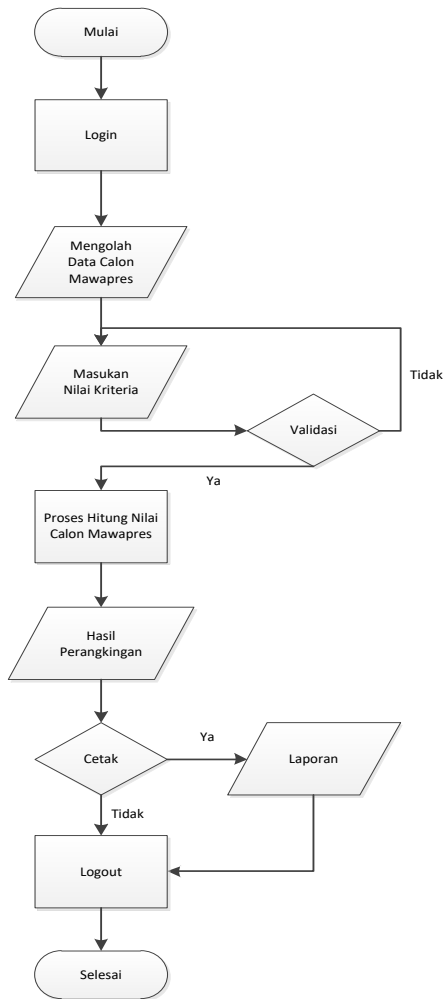 Mulai
Login
Mengolah
Data Calon
Mawapres
Masukan
Nilai Kriteria
Tidak
Validasi
Ya
Proses Hitung Nilai
Calon Mawapres
Hasil
Perangkingan
Cetak
Ya
Laporan
Tidak
Logout
Selesai